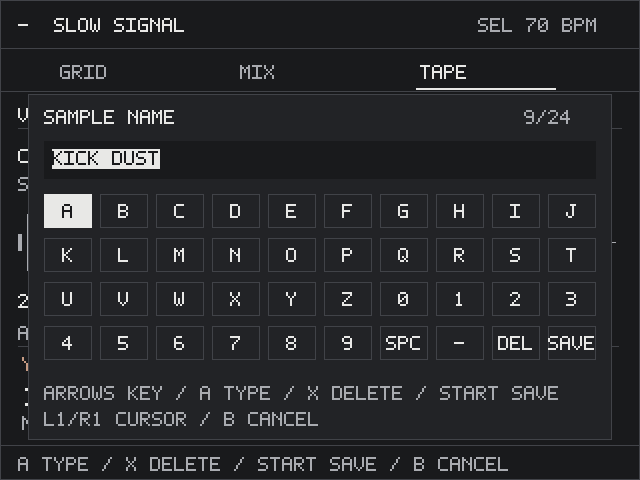 - SLOW SIGNAL SEL 70 BPM
GRID MIX TAPE
SAMPLE NAME 9/24
KICK DUST
A B C D E F G H I J
K L M N O P Q R S T
U V W X Y Z 0 1 2 3
4 5 6 7 8 9 SPC - DEL SAVE
ARROWS KEY / A TYPE / X DELETE / START SAVE
L1/R1 CURSOR / B CANCEL
A TYPE / X DELETE / START SAVE / B CANCEL